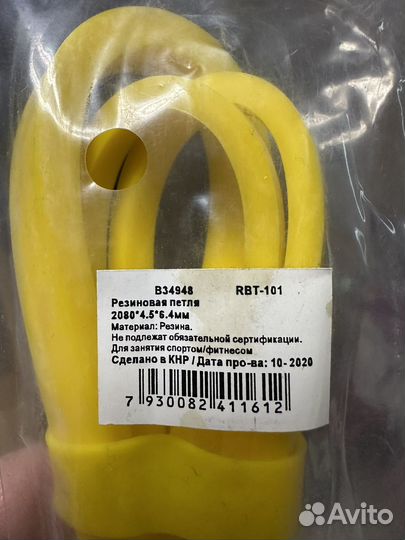 B34948 RBT-101
Резиновая петля
2080*4.5*6.4мм
Материал: Резина.
Не подлежат обязательной сертификации.
Для занятия спортом/фитнесом
Сделано в КНР / Дата про-ва: 10- 2020
7 930082 411612
Avito